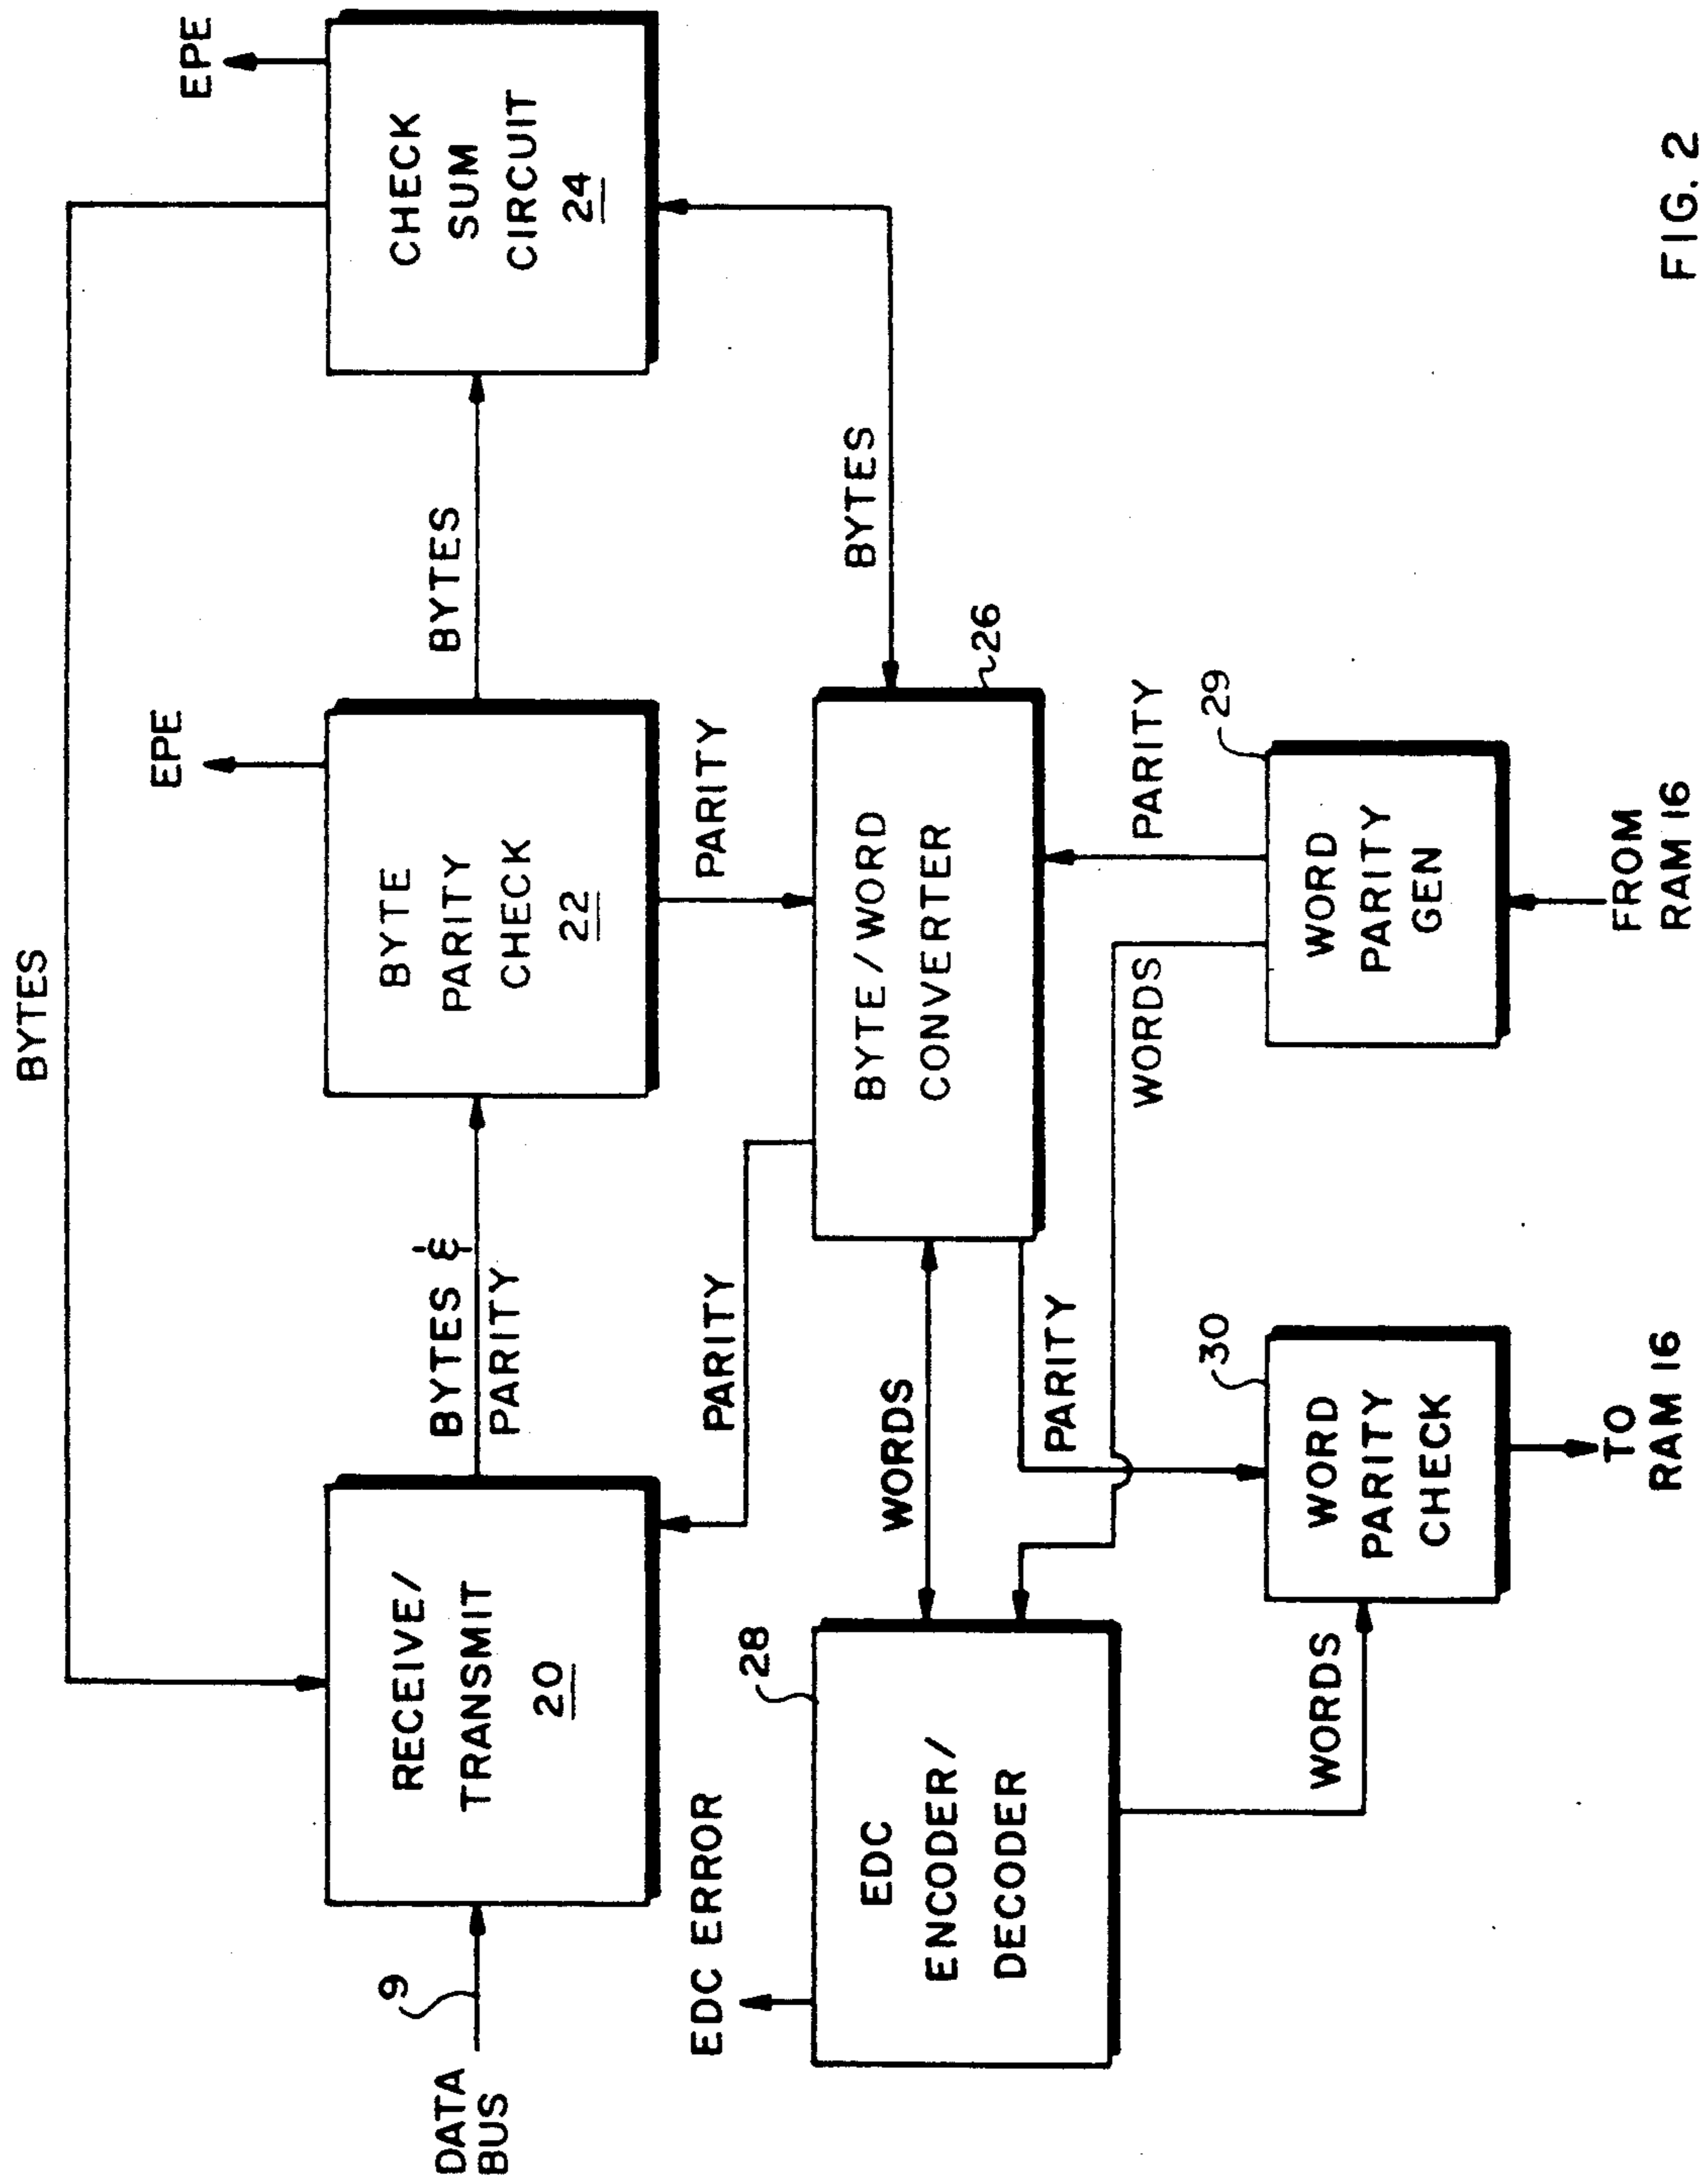 BYTES
EPE
EPE
DATA
BUS
9
RECEIVE/
TRANSMIT
20
BYTES &
PARITY
BYTE
PARITY
CHECK
22
BYTES
CHECK
SUM
CIRCUIT
24
EDC ERROR
PARITY
PARITY
28
EDC
ENCODER/
DECODER
WORDS
BYTE/WORD
CONVERTER
26
BYTES
PARITY
WORDS
PARITY
WORDS
30
WORD
PARITY
CHECK
29
WORD
PARITY
GEN
TO
RAM 16
FROM
RAM 16
FIG. 2